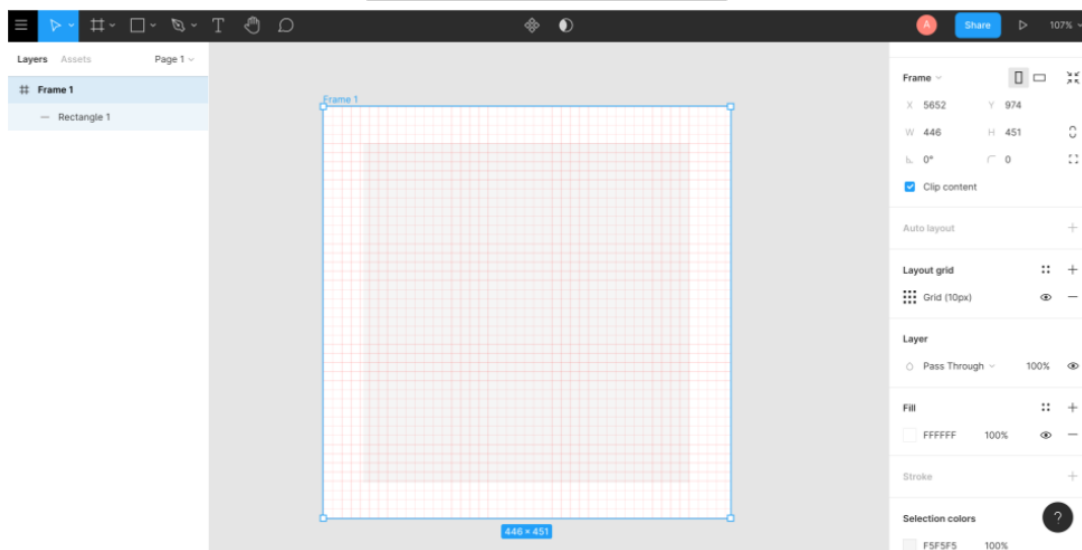 A
Share
107%
Layers Assets Page 1
Frame 1
Rectangle 1
Frame 1
446 × 451
Frame
X 5652 Y 974
W 446 H 451
0° 0
Clip content
Auto layout
Layout grid
Grid (10px)
Layer
Pass Through 100%
Fill
FFFFFF 100%
Stroke
Selection colors
?
F5F5F5 100%